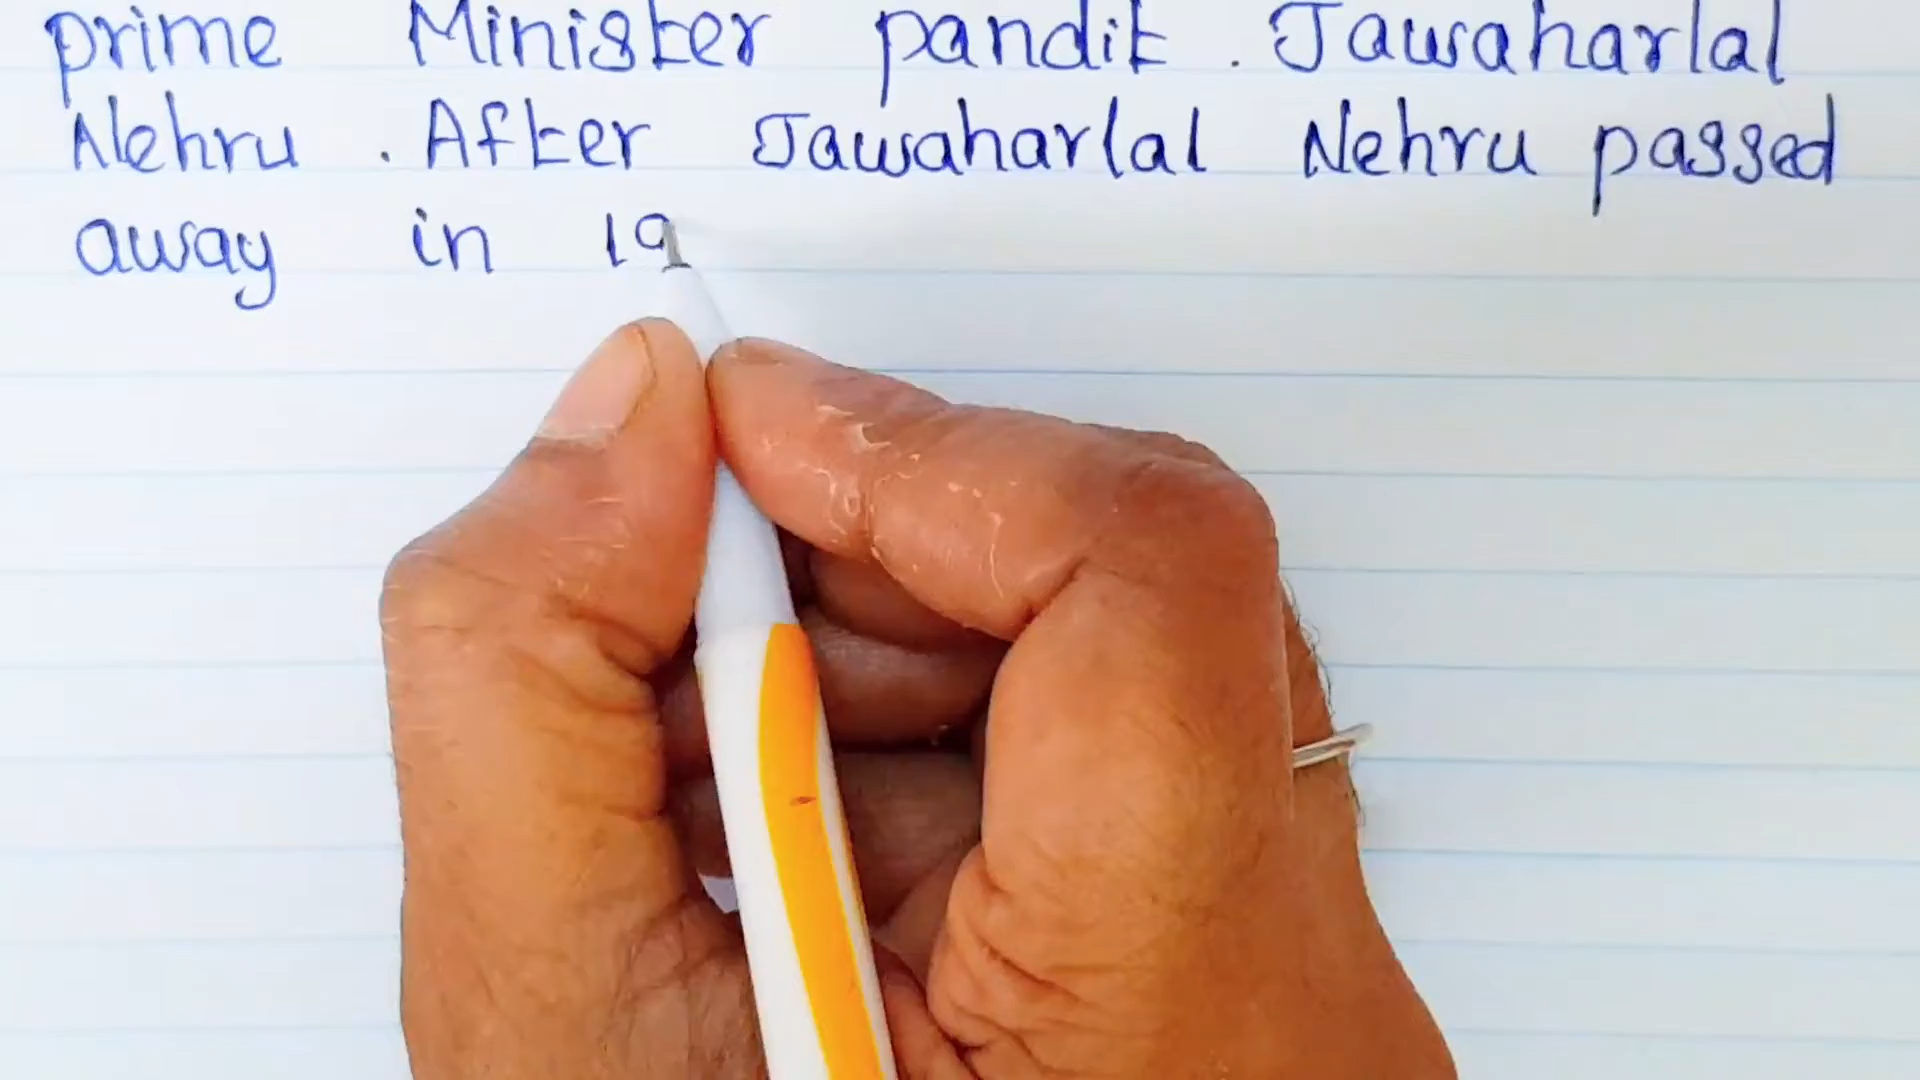 prime Minister pandit . Jawaharlal
Nehru . After Jawaharlal Nehru passed
away in 19